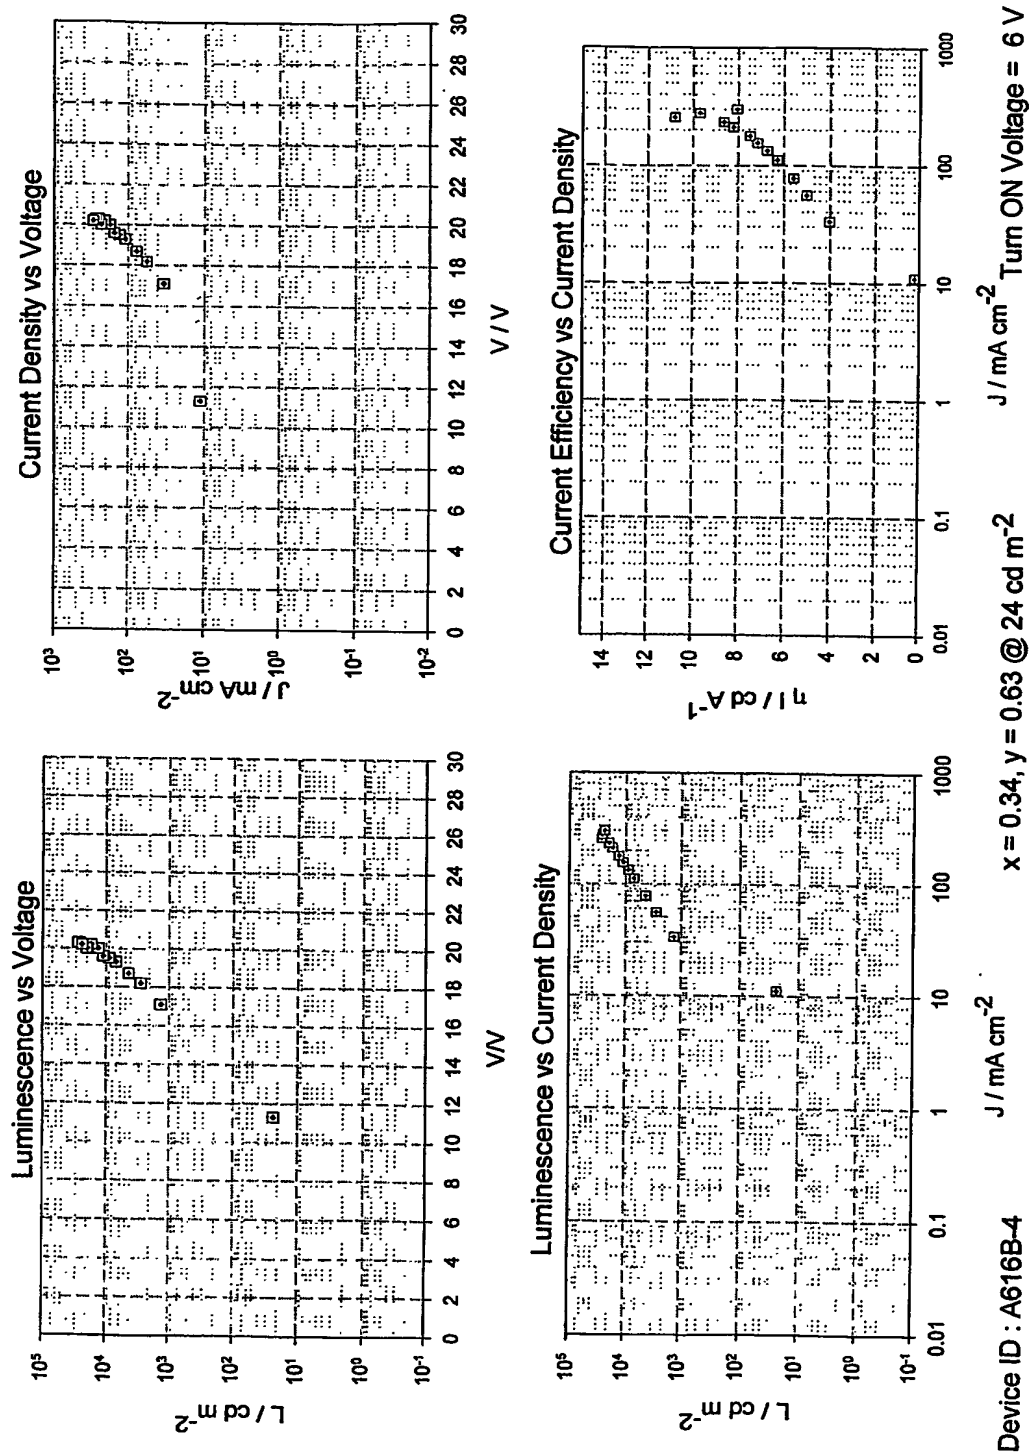 Luminescence vs Voltage
L / cd m⁻²
10⁵
10⁴
10³
10²
10¹
10⁰
10⁻¹
0 2 4 6 8 10 12 14 16 18 20 22 24 26 28 30
V/V
Current Density vs Voltage
J / mA cm⁻²
10³
10²
10¹
10⁰
10⁻¹
10⁻²
0 2 4 6 8 10 12 14 16 18 20 22 24 26 28 30
V / V
Luminescence vs Current Density
L / cd m⁻²
10⁵
10⁴
10³
10²
10¹
10⁰
10⁻¹
0.01 0.1 1 10 100 1000
J / mA cm⁻²
Current Efficiency vs Current Density
η I / cd A⁻¹
14
12
10
8
6
4
2
0
0.01 0.1 1 10 100 1000
J / mA cm⁻²
Device ID : A616B-4 x = 0.34, y = 0.63 @ 24 cd m⁻² Turn ON Voltage = 6 V